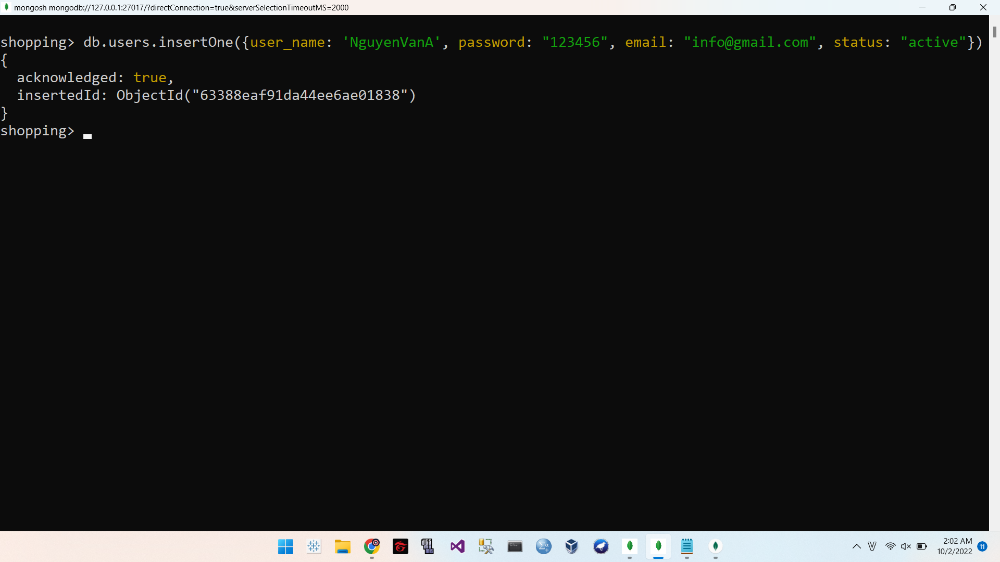 mongosh mongodb://127.0.0.1:27017/?directConnection=true&serverSelectionTimeoutMS=2000
shopping> db.users.insertOne({user_name: 'NguyenVanA', password: "123456", email: "info@gmail.com", status: "active"})
{
  acknowledged: true,
  insertedId: ObjectId("63388eaf91da44ee6ae01838")
}
shopping>
2:02 AM
10/2/2022
11